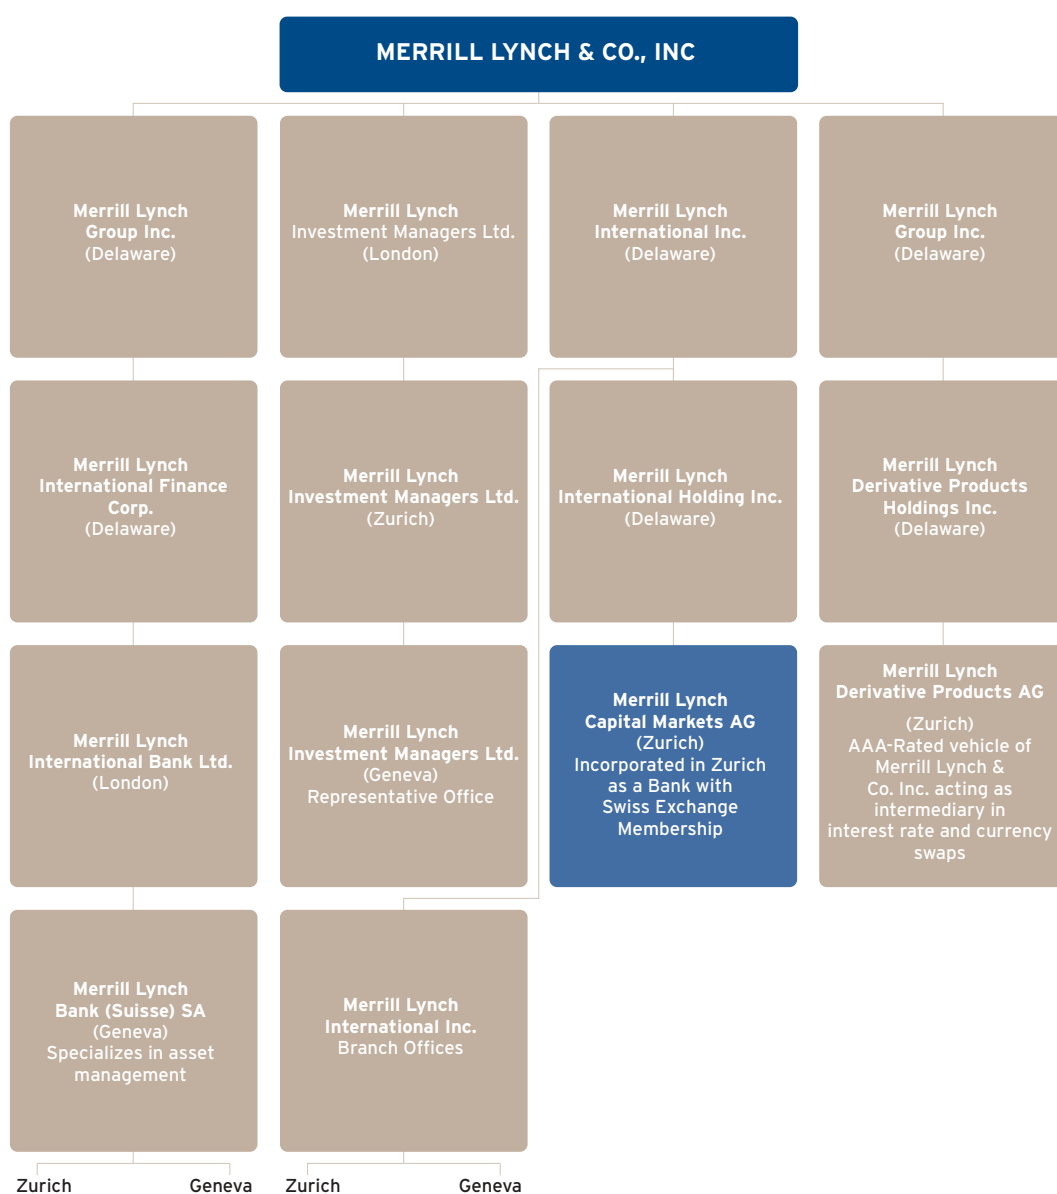 MERRILL LYNCH & CO., INC
Merrill Lynch
Group Inc.
(Delaware)
Merrill Lynch
Investment Managers Ltd.
(London)
Merrill Lynch
International Inc.
(Delaware)
Merrill Lynch
Group Inc.
(Delaware)
Merrill Lynch
International Finance
Corp.
(Delaware)
Merrill Lynch
Investment Managers Ltd.
(Zurich)
Merrill Lynch
International Holding Inc.
(Delaware)
Merrill Lynch
Derivative Products
Holdings Inc.
(Delaware)
Merrill Lynch
International Bank Ltd.
(London)
Merrill Lynch
Investment Managers Ltd.
(Geneva)
Representative Office
Merrill Lynch
Capital Markets AG
(Zurich)
Incorporated in Zurich
as a Bank with
Swiss Exchange
Membership
Merrill Lynch
Derivative Products AG
(Zurich)
AAA-Rated vehicle of
Merrill Lynch &
Co. Inc. acting as
intermediary in
interest rate and currency
swaps
Merrill Lynch
Bank (Suisse) SA
(Geneva)
Specializes in asset
management
Merrill Lynch
International Inc.
Branch Offices
Zurich
Geneva
Zurich
Geneva